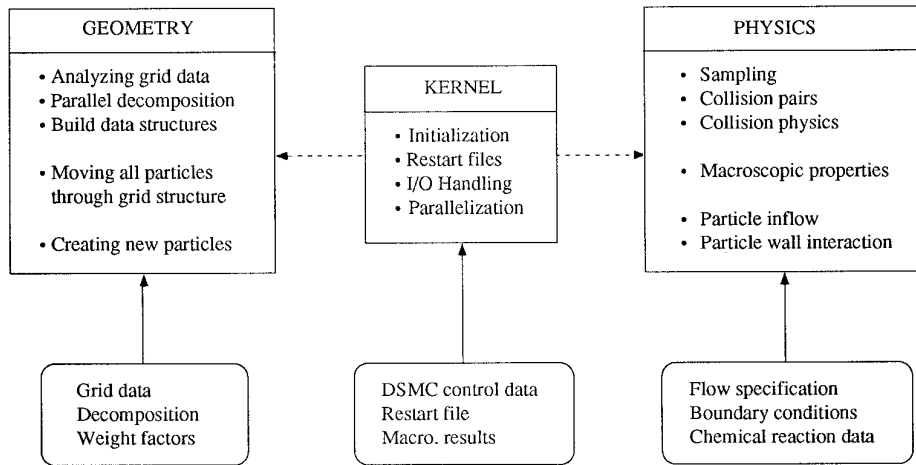 GEOMETRY
• Analyzing grid data
• Parallel decomposition
• Build data structures
• Moving all particles
through grid structure
• Creating new particles
KERNEL
• Initialization
• Restart files
• I/O Handling
• Parallelization
PHYSICS
• Sampling
• Collision pairs
• Collision physics
• Macroscopic properties
• Particle inflow
• Particle wall interaction
Grid data
Decomposition
Weight factors
DSMC control data
Restart file
Macro. results
Flow specification
Boundary conditions
Chemical reaction data